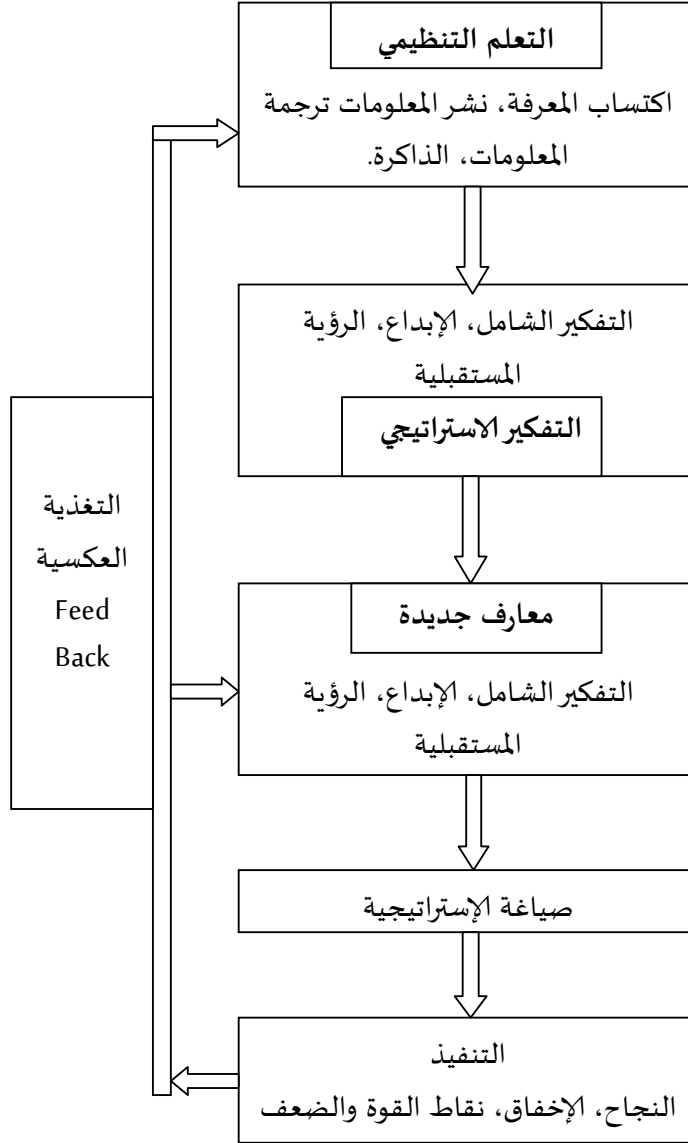 التعلم التنظيمي
اكتساب المعرفة، نشر المعلومات ترجمة
المعلومات، الذاكرة.
التفكير الشامل، الإبداع، الرؤية
المستقبلية
التفكير الاستراتيجي
التغذية
العكسية
Feed
Back
معارف جديدة
التفكير الشامل، الإبداع، الرؤية
المستقبلية
صياغة الإستراتيجية
التنفيذ
النجاح، الإخفاق، نقاط القوة والضعف